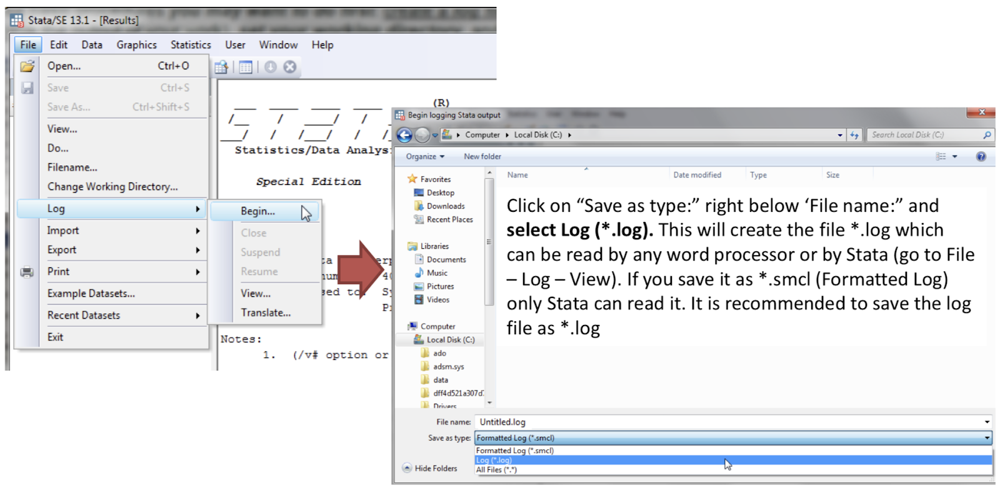 Stata/SE 13.1 - [Results]
File Edit Data Graphics Statistics User Window Help
Open... Ctrl+O
Save Ctrl+S
Save As... Ctrl+Shift+S
View...
Do...
Filename...
Change Working Directory...
Log
Import
Export
Print
Example Datasets...
Recent Datasets
Exit
Begin...
Close
Suspend
Resume
View...
Translate...
(R)
Statistics/Data Analys
Special Edition
Notes:
1. (/v# option or
Begin logging Stata output
Computer Local Disk (C:)
Search Local Disk (C:)
Organize New folder
Name Date modified Type Size
Favorites
Desktop
Downloads
Recent Places
Libraries
Documents
Music
Pictures
Videos
Computer
Local Disk (C:)
ado
adsm.sys
data
dff4d521a307d
Drivers
Click on “Save as type:” right below ‘File name:” and
select Log (*.log). This will create the file *.log which
can be read by any word processor or by Stata (go to File
– Log – View). If you save it as *.smcl (Formatted Log)
only Stata can read it. It is recommended to save the log
file as *.log
File name: Untitled.log
Save as type: Formatted Log (*.smcl)
Formatted Log (*.smcl)
Log (*.log)
All Files (*.*)
Hide Folders